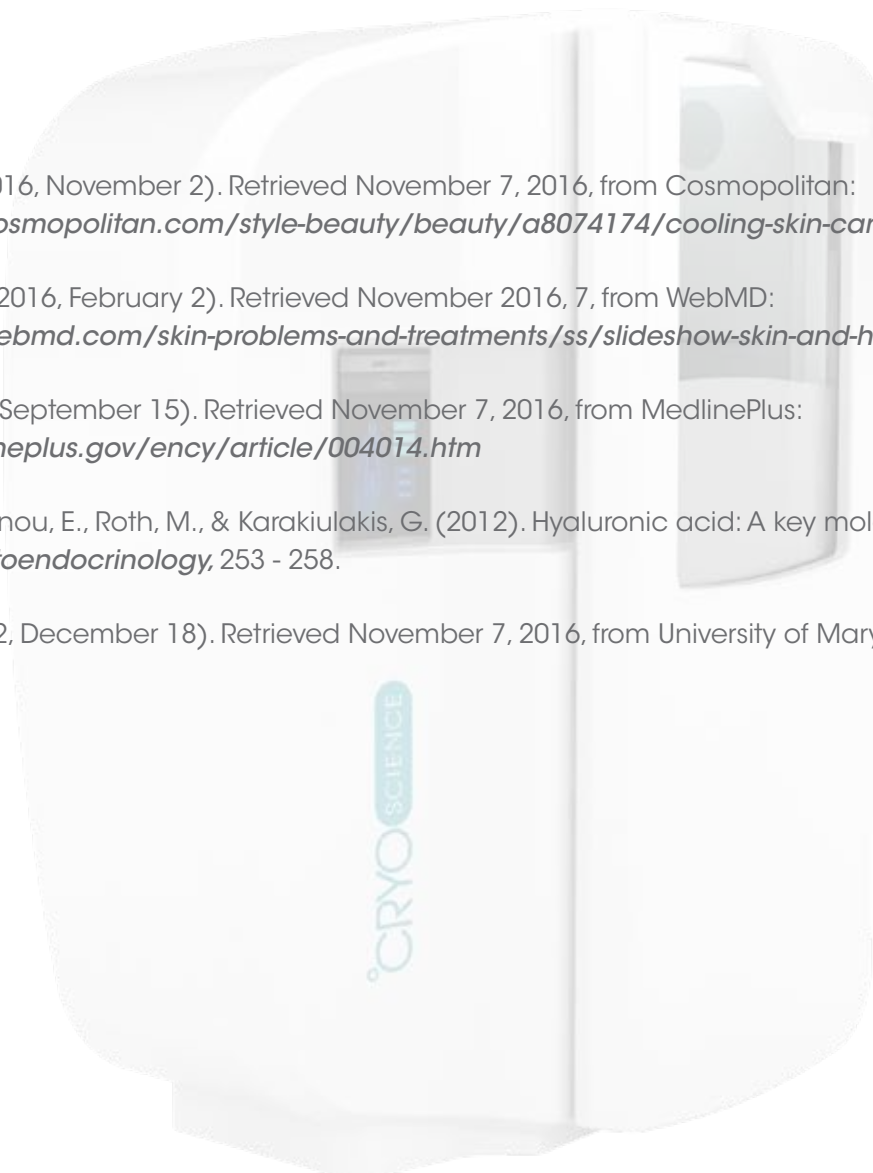 016, November 2). Retrieved November 7, 2016, from Cosmopolitan:
osmopolitan.com/style-beauty/beauty/a8074174/cooling-skin-car
2016, February 2). Retrieved November 2016, 7, from WebMD:
ebmd.com/skin-problems-and-treatments/ss/slideshow-skin-and-h
September 15). Retrieved November 7, 2016, from MedlinePlus:
neplus.gov/ency/article/004014.htm
nou, E., Roth, M., & Karakiulakis, G. (2012). Hyaluronic acid: A key mol
oendocrinology, 253 - 258.
2, December 18). Retrieved November 7, 2016, from University of Mary
°CRYO SCIENCE